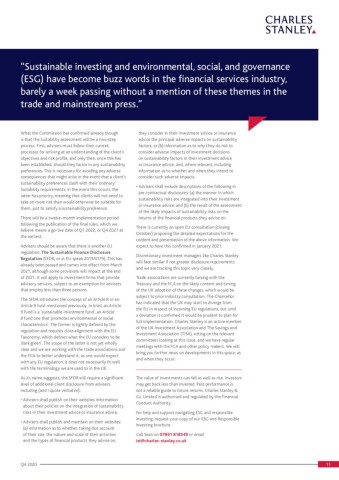 CHARLES
STANLEY
"Sustainable investing and environmental, social, and governance
(ESG) have become buzz words in the financial services industry,
barely a week passing without a mention of these themes in the
trade and mainstream press."
What the Commission has confirmed already though
is that the Suitability assessment will be a two-step
process. First, advisers must follow their current
processes for arriving at an understanding of the client's
objectives and risk profile, and only then, once this has
been established, should they factor in any sustainability
preferences. This is necessary for avoiding any adverse
consequences that might arise in the event that a client's
sustainability preferences clash with their 'ordinary'
Suitability requirements: in the event this occurs, the
latter has priority, meaning that clients will not need to
take on more risk than would otherwise be suitable for
them, just to satisfy a sustainability preference.
There will be a twelve-month implementation period
following the publication of the final rules, which we
believe means a go-live date of Q1 2022, or Q4 2021 at
the earliest.
Advisers should be aware that there is another EU
regulation: The Sustainable Finance Disclosure
Regulation (SFDR, or in EU-speak 2019/2178). This has
already been passed and comes into effect from March
2021, although some provisions will impact at the end
of 2021. It will apply to investment firms that provide
advisory services, subject to an exemption for advisers
that employ less than three persons.
The SFDR introduces the concept of an Article 8 or an
Article 9 fund mentioned previously. In brief, an Article
9 fund is a 'sustainable investment fund', an Article
8 fund one that 'promotes environmental or social
characteristics'. The former is tightly defined by the
regulation and requires close alignment with the EU
Taxonomy, which defines what the EU considers to be
'dark green'. The scope of the latter is not yet wholly
clear and we are working with the trade associations and
the FCA to better understand it; as one would expect
with any EU regulation, it does not necessarily fit well
with the terminology we are used to in the UK.
As its name suggests, the SFDR will require a significant
level of additional client disclosure from advisers,
including (and I quote verbatim):
• Advisers shall publish on their websites information
about their policies on the integration of sustainability
risks in their investment advice or insurance advice.
• Advisers shall publish and maintain on their websites:
(a) information as to whether, taking due account
of their size, the nature and scale of their activities
and the types of financial products they advise on,
they consider in their investment advice or insurance
advice the principal adverse impacts on sustainability
factors; or (b) information as to why they do not to
consider adverse impacts of investment decisions
on sustainability factors in their investment advice
or insurance advice, and, where relevant, including
information as to whether and when they intend to
consider such adverse impacts.
• Advisers shall include descriptions of the following in
pre-contractual disclosures: (a) the manner in which
sustainability risks are integrated into their investment
or insurance advice; and (b) the result of the assessment
of the likely impacts of sustainability risks on the
returns of the financial products they advise on.
There is currently an open EU consultation (closing
October) proposing the detailed expectations for the
content and presentation of the above information. We
expect to have this confirmed in January 2021.
Discretionary investment managers like Charles Stanley
will face similar if not greater disclosure requirements
and we are tracking this topic very closely.
Trade associations are currently liaising with the
Treasury and the FCA on the likely content and timing
of the UK adoption of these changes, which would be
subject to prior industry consultation. The Chancellor
has indicated that the UK may start to diverge from
the EU in respect of incoming EU regulations, but until
a deviation is confirmed it would be prudent to plan for
full implementation. Charles Stanley is an active member
of the UK Investment Association and The Savings and
Investment Association (TISA), sitting on the relevant
committees looking at this issue, and we have regular
meetings with the FCA and other policy makers. We will
bring you further news on developments in this space, as
and when they occur.
The value of investments can fall as well as rise. Investors
may get back less than invested. Past performance is
not a reliable guide to future returns. Charles Stanley &
Co. Limited is authorised and regulated by the Financial
Conduct Authority.
For help and support navigating ESG and responsible
investing, request your copy of our ESG and Responsible
Investing brochure.
Call Sean on 07891 818549 or email
ist@charles-stanley.co.uk
Q4 2020
11